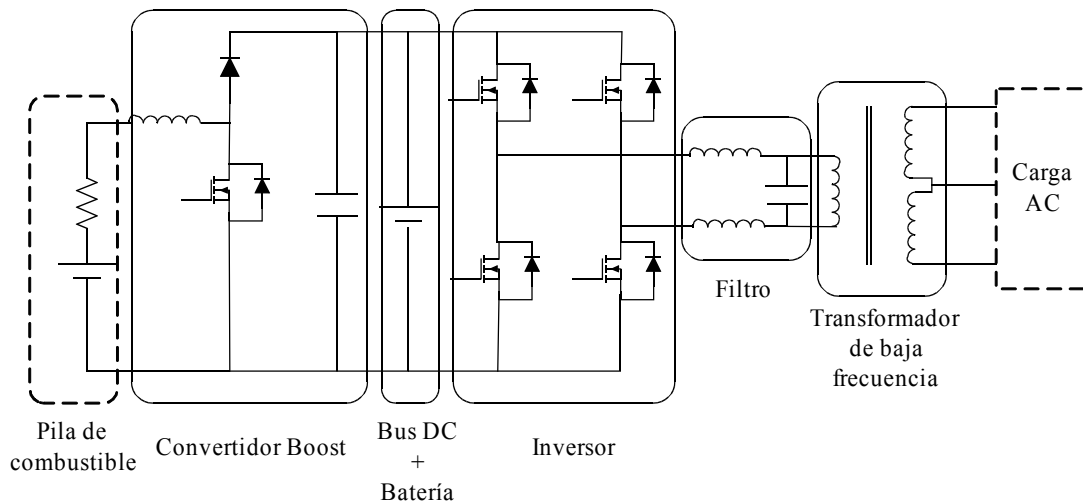 Carga
AC
Filtro
Transformador
de baja
frecuencia
Pila de
combustible
Convertidor Boost
Bus DC
+
Batería
Inversor